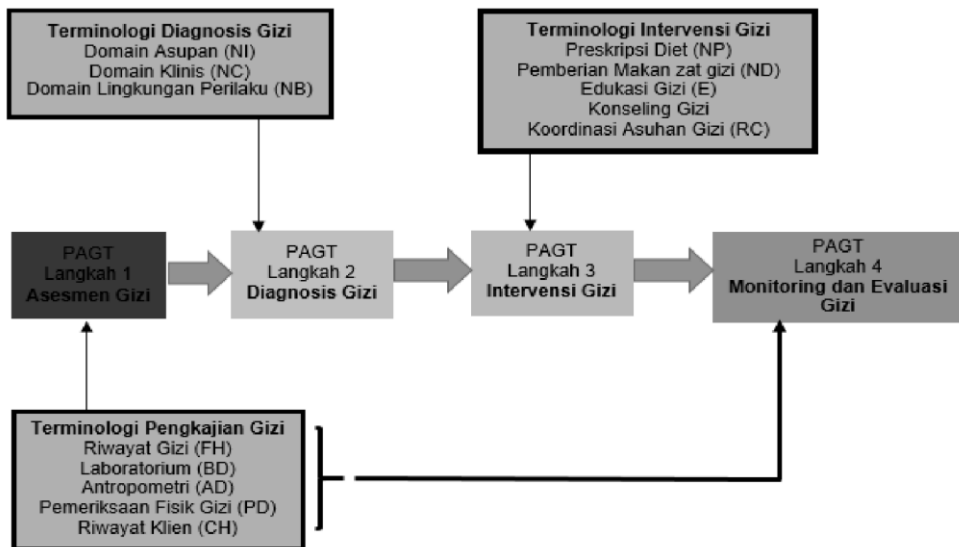 Terminologi Diagnosis Gizi
Domain Asupan (NI)
Domain Klinis (NC)
Domain Lingkungan Perilaku (NB)
Terminologi Intervensi Gizi
Preskripsi Diet (NP)
Pemberian Makan zat gizi (ND)
Edukasi Gizi (E)
Konseling Gizi
Koordinasi Asuhan Gizi (RC)
PAGT
Langkah 1
Asesmen Gizi
PAGT
Langkah 2
Diagnosis Gizi
PAGT
Langkah 3
Intervensi Gizi
PAGT
Langkah 4
Monitoring dan Evaluasi
Gizi
Terminologi Pengkajian Gizi
Riwayat Gizi (FH)
Laboratorium (BD)
Antropometri (AD)
Pemeriksaan Fisik Gizi (PD)
Riwayat Klien (CH)